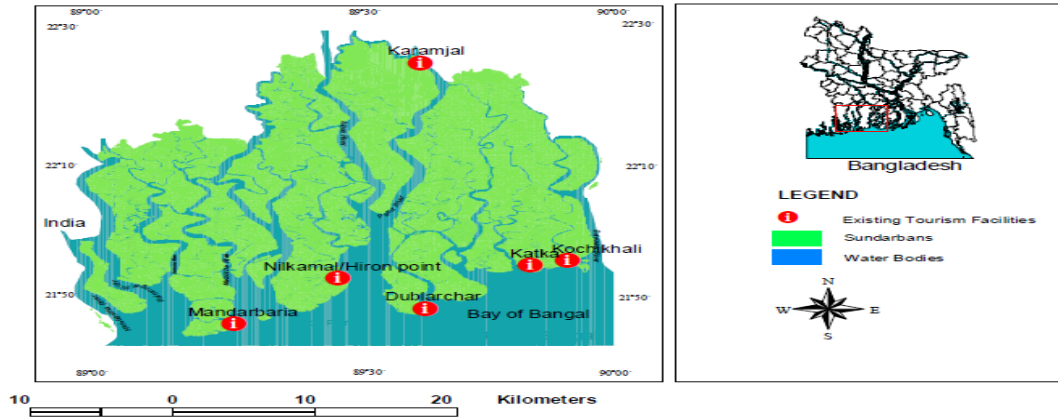 89°00'
89°30'
90°00'
22°30'
22°30'
Karamjal
22°10'
22°10'
India
Katka
Kochikhali
Nilkamal/Hiron point
21°50'
21°50'
Dublarchar
Mandarbaria
Bay of Bangal
89°00'
89°30'
90°00'
10 0 10 20 Kilometers
Bangladesh
LEGEND
i Existing Tourism Facilities
Sundarbans
Water Bodies
N
W E
S